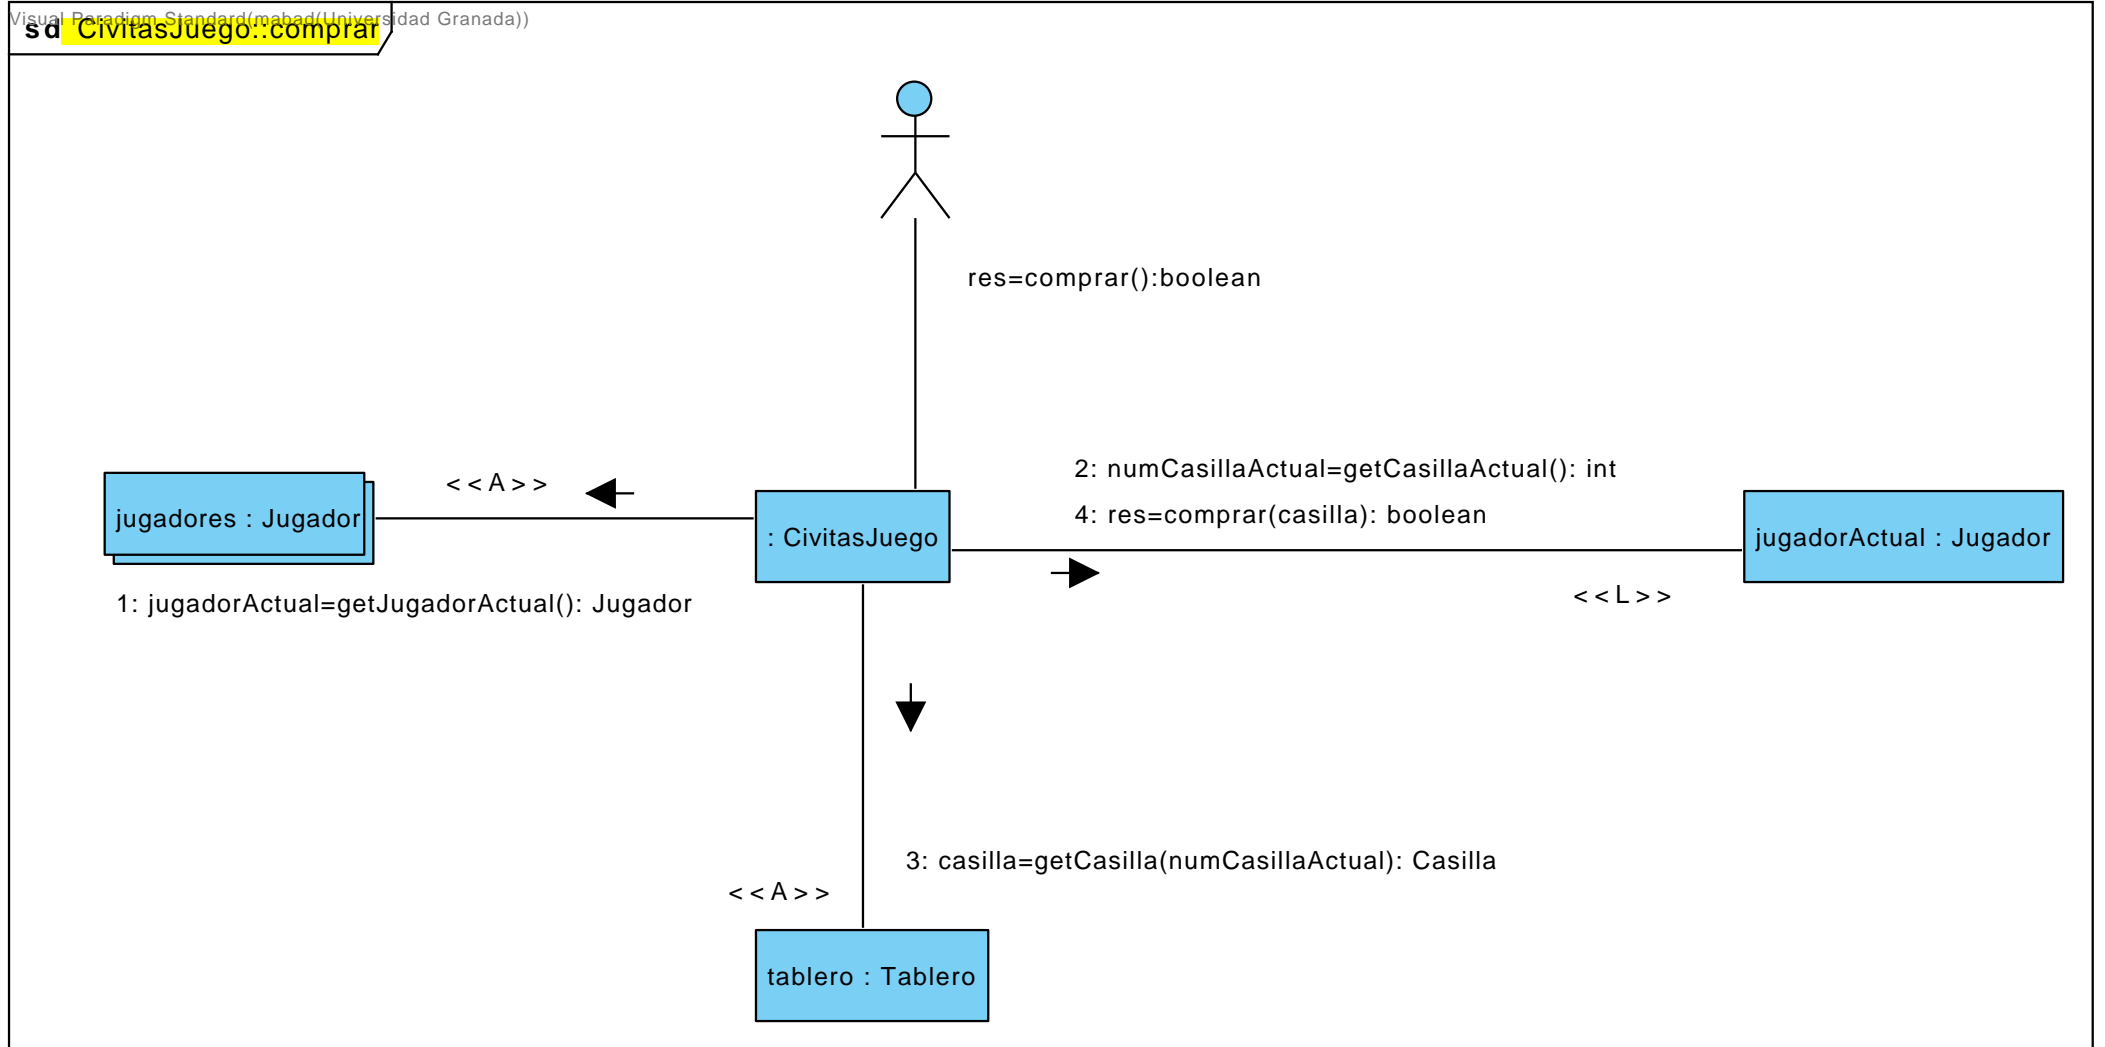 Visual Paradigm Standard(mabad(Universidad Granada))
sd CivitasJuego::comprar
res=comprar():boolean
2: numCasillaActual=getCasillaActual(): int
<<A>>
4: res=comprar(casilla): boolean
jugadores : Jugador
: CivitasJuego
jugadorActual : Jugador
<<L>>
1: jugadorActual=getJugadorActual(): Jugador
3: casilla=getCasilla(numCasillaActual): Casilla
<<A>>
tablero : Tablero